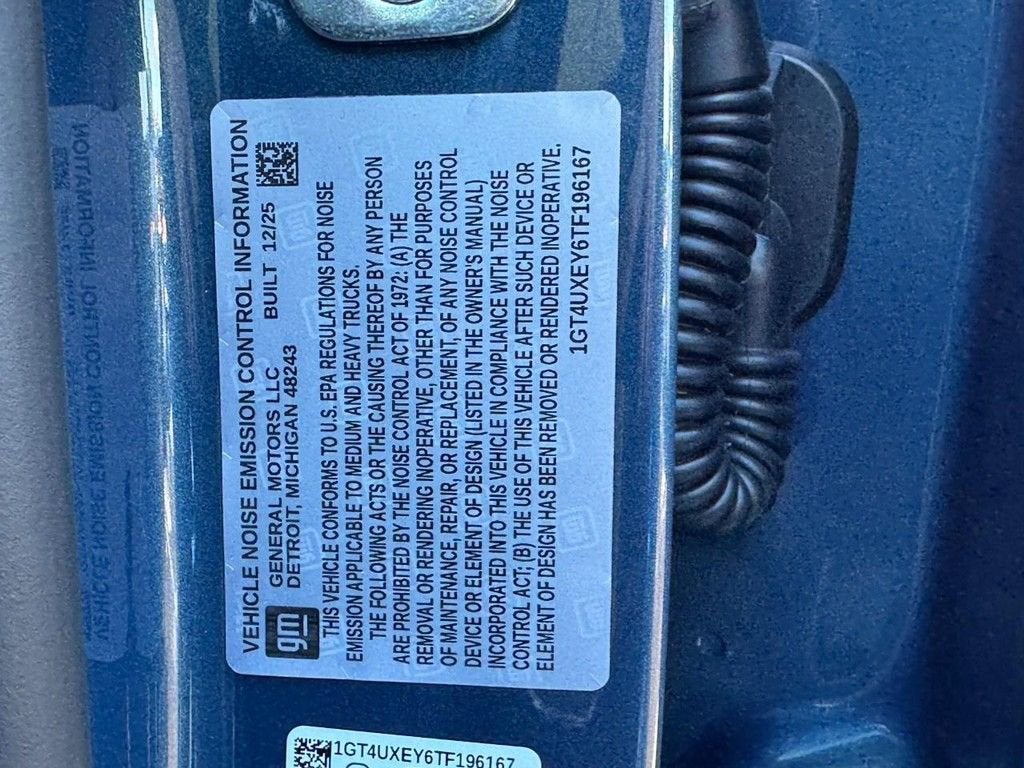 VEHICLE NOISE EMISSION CONTROL INFORMATION
gm
GENERAL MOTORS LLC BUILT 12/25
DETROIT, MICHIGAN 48243
THIS VEHICLE CONFORMS TO U.S. EPA REGULATIONS FOR NOISE
EMISSION APPLICABLE TO MEDIUM AND HEAVY TRUCKS.
THE FOLLOWING ACTS OR THE CAUSING THEREOF BY ANY PERSON
ARE PROHIBITED BY THE NOISE CONTROL ACT OF 1972: (A) THE
REMOVAL OR RENDERING INOPERATIVE, OTHER THAN FOR PURPOSES
OF MAINTENANCE, REPAIR, OR REPLACEMENT, OF ANY NOISE CONTROL
DEVICE OR ELEMENT OF DESIGN (LISTED IN THE OWNER'S MANUAL)
INCORPORATED INTO THIS VEHICLE IN COMPLIANCE WITH THE NOISE
CONTROL ACT; (B) THE USE OF THIS VEHICLE AFTER SUCH DEVICE OR
ELEMENT OF DESIGN HAS BEEN REMOVED OR RENDERED INOPERATIVE.
1GT4UXEY6TF196167
1GT4UXEY6TF196167